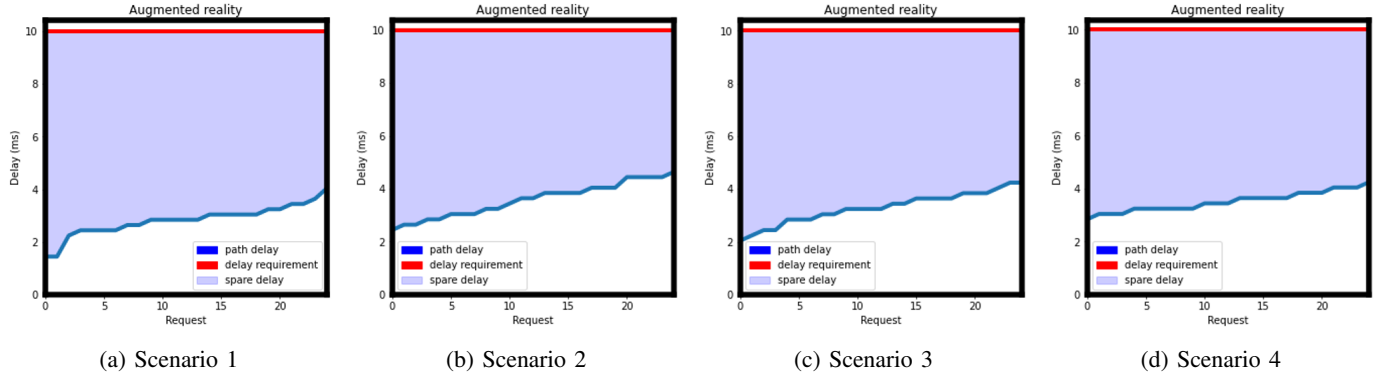 Augmented reality
10
8
6
4
2
0
Delay (ms)
path delay
delay requirement
spare delay
0 5 10 15 20
Request
(a) Scenario 1
Augmented reality
10
8
6
4
2
0
Delay (ms)
path delay
delay requirement
spare delay
0 5 10 15 20
Request
(b) Scenario 2
Augmented reality
10
8
6
4
2
0
Delay (ms)
path delay
delay requirement
spare delay
0 5 10 15 20
Request
(c) Scenario 3
Augmented reality
10
8
6
4
2
0
Delay (ms)
path delay
delay requirement
spare delay
0 5 10 15 20
Request
(d) Scenario 4